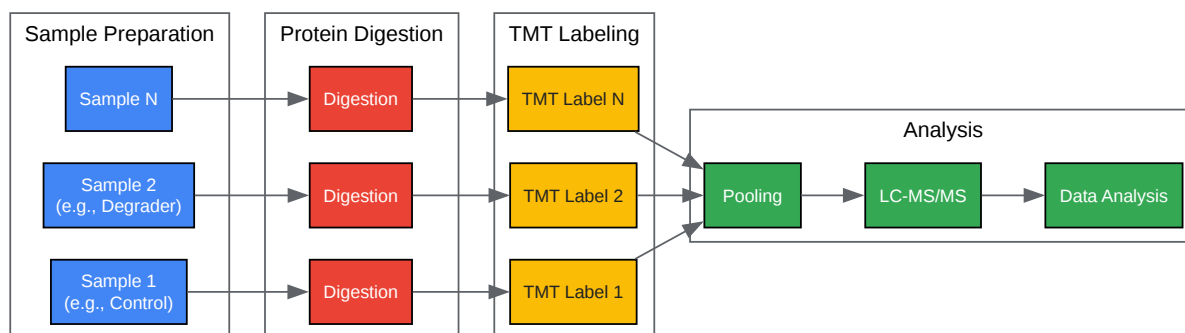 Sample Preparation
Protein Digestion
TMT Labeling
Sample N
Digestion
TMT Label N
Analysis
Sample 2
(e.g., Degrader)
Digestion
TMT Label 2
Pooling
LC-MS/MS
Data Analysis
Sample 1
(e.g., Control)
Digestion
TMT Label 1